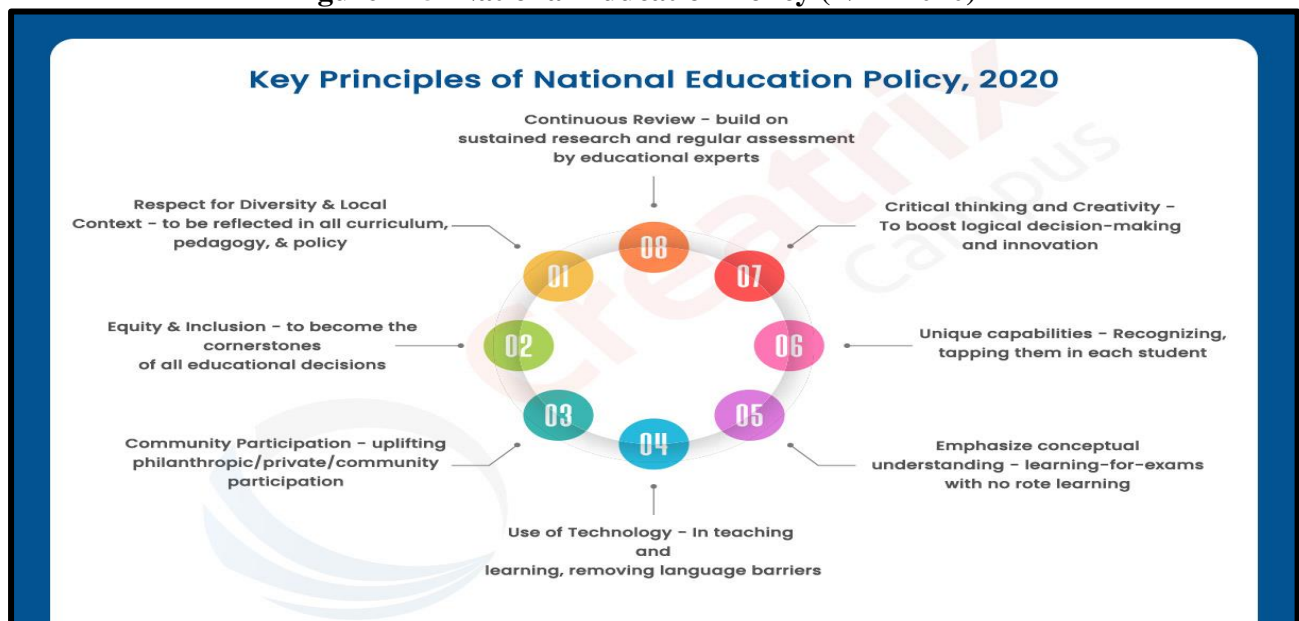 Key Principles of National Education Policy, 2020
Continuous Review - build on
sustained research and regular assessment
by educational experts
Respect for Diversity & Local
Context - to be reflected in all curriculum,
pedagogy, & policy
Critical thinking and Creativity -
To boost logical decision-making
and innovation
08
01
07
Equity & Inclusion - to become the
cornerstones
of all educational decisions
02
06
Unique capabilities - Recognizing,
tapping them in each student
03
05
04
Community Participation - uplifting
philanthropic/private/community
participation
Emphasize conceptual
understanding - learning-for-exams
with no rote learning
Use of Technology - In teaching
and
learning, removing language barriers
creatrix
Campus